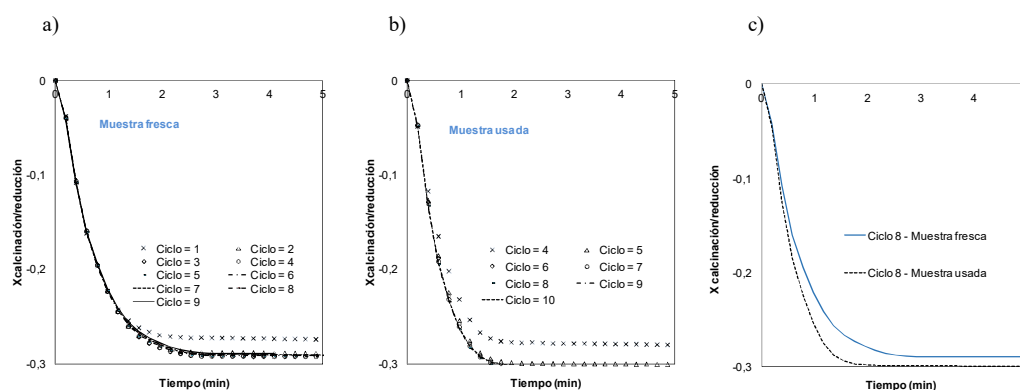 a)
0
0 1 2 3 4 5
-0,1
-0,2
-0,3
Xcalcinación/reducción
Muestra fresca
Ciclo = 1 Ciclo = 2
Ciclo = 3 Ciclo = 4
Ciclo = 5 Ciclo = 6
Ciclo = 7 Ciclo = 8
Ciclo = 9
Tiempo (min)
b)
0
0 1 2 3 4 5
-0,1
-0,2
-0,3
Xcalcinación/reducción
Muestra usada
Ciclo = 4 Ciclo = 5
Ciclo = 6 Ciclo = 7
Ciclo = 8 Ciclo = 9
Ciclo = 10
Tiempo (min)
c)
0
0 1 2 3 4
-0,1
-0,2
-0,3
X calcinación/reducción
Ciclo 8 - Muestra fresca
Ciclo 8 - Muestra usada
Tiempo (min)